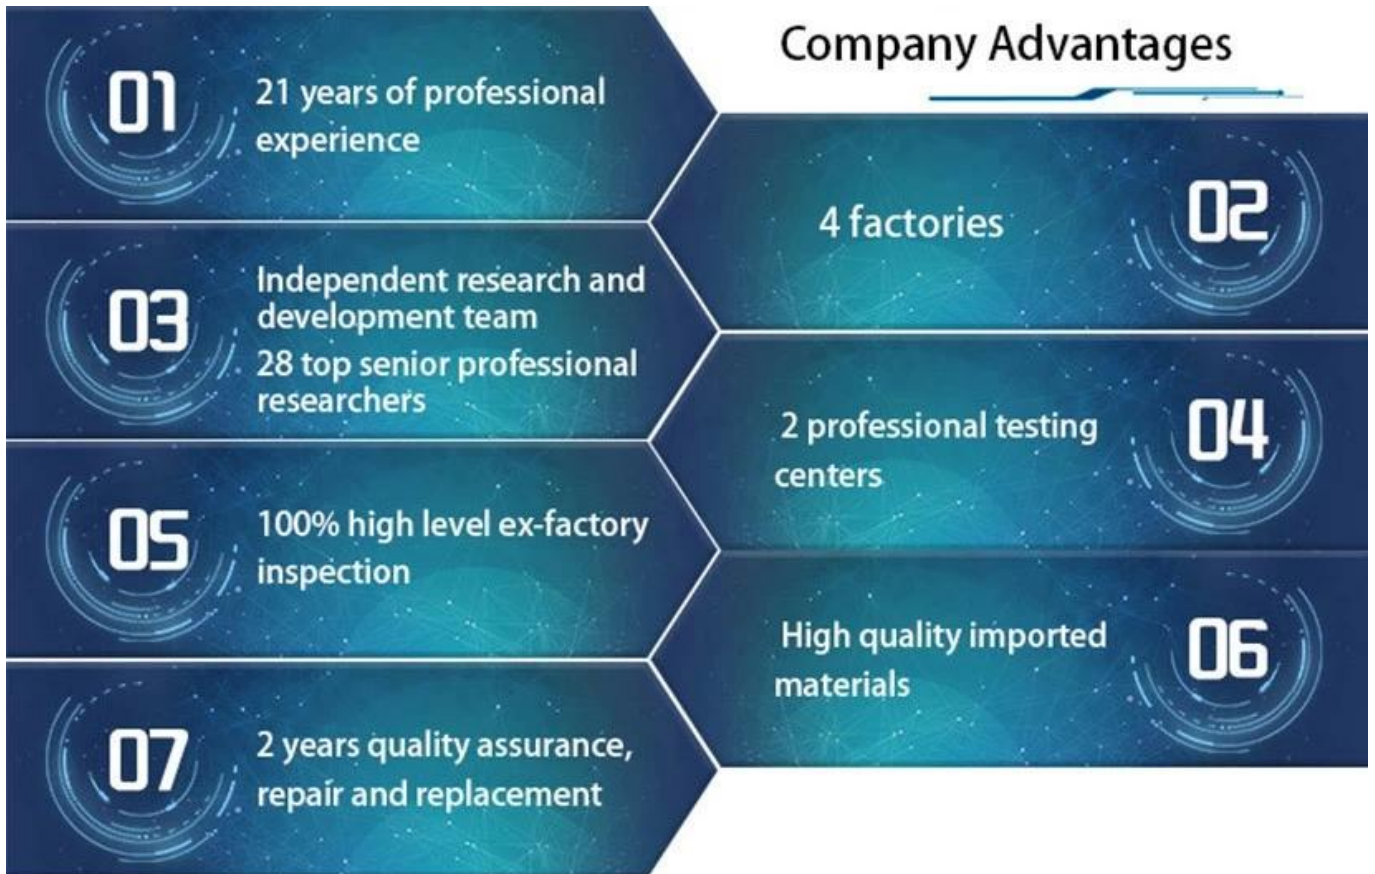 Company Advantages
01
21 years of professional
experience
02
4 factories
03
Independent research and
development team
28 top senior professional
researchers
04
2 professional testing
centers
05
100% high level ex-factory
inspection
06
High quality imported
materials
07
2 years quality assurance,
repair and replacement